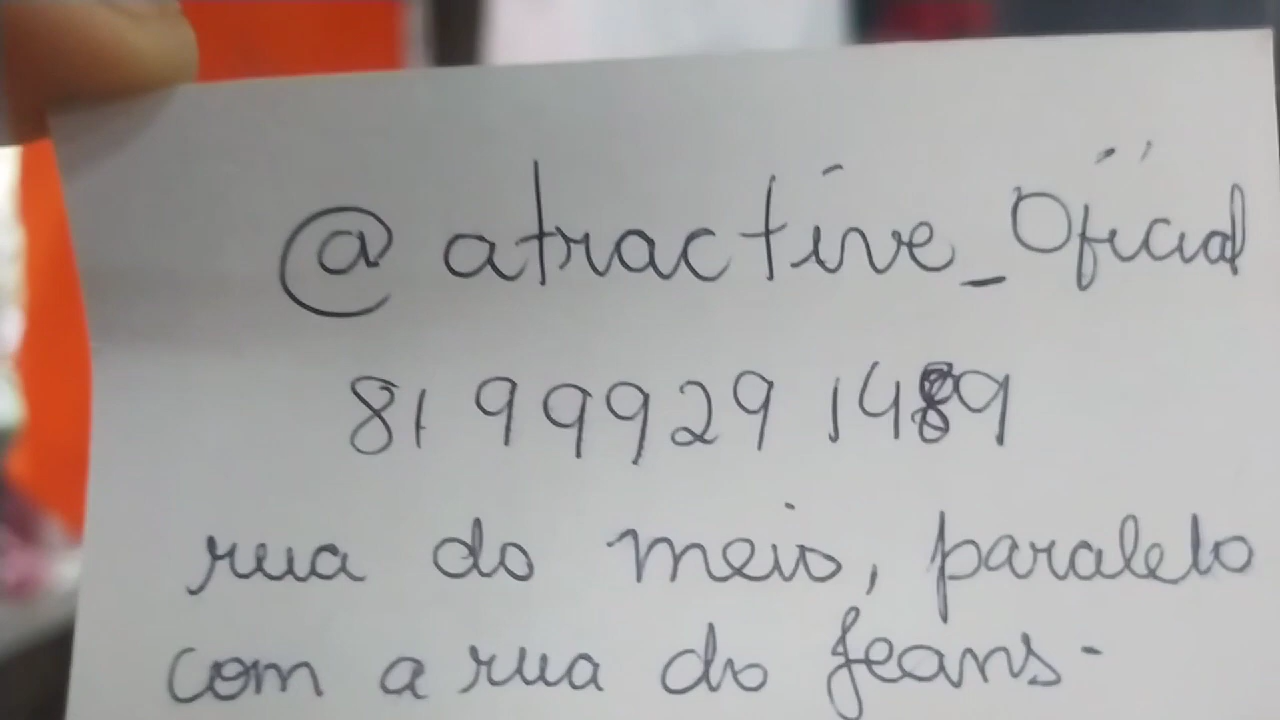 @atractive_Oficial
81 99929 1489
rua do meio, paralelo
com a rua do jeans.